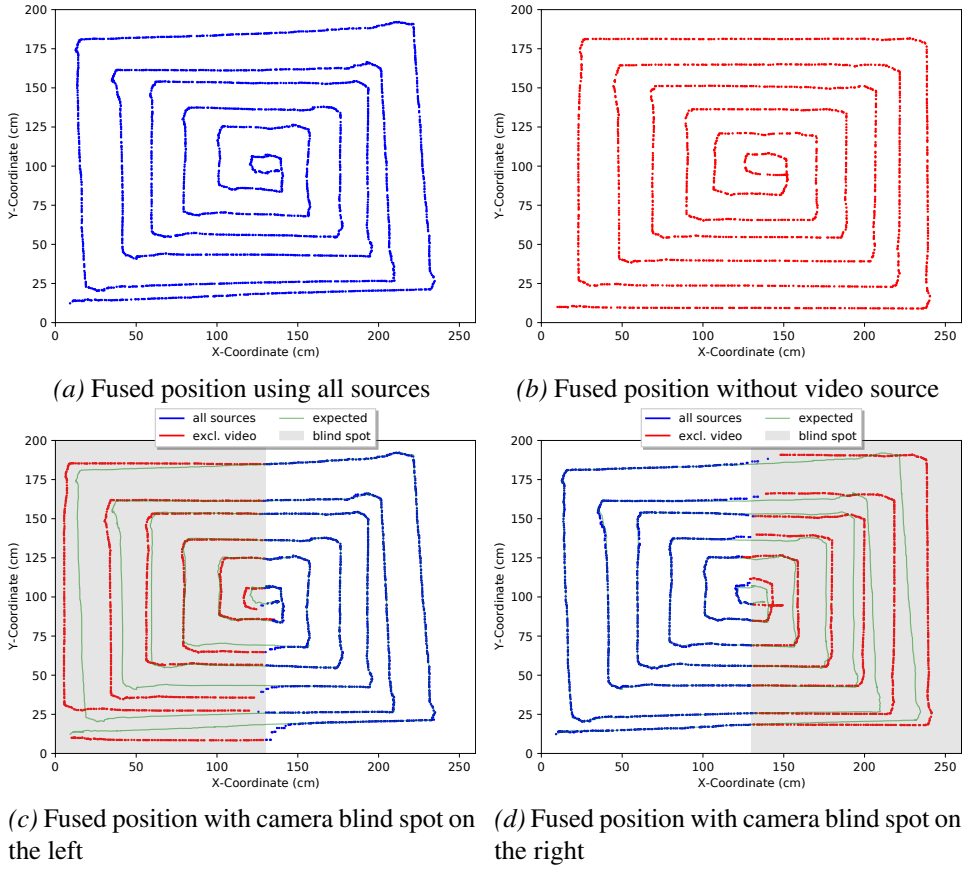 200
175
150
125
100
75
50
25
0
Y-Coordinate (cm)
0 50 100 150 200 250
X-Coordinate (cm)
(a) Fused position using all sources
200
175
150
125
100
75
50
25
0
Y-Coordinate (cm)
0 50 100 150 200 250
X-Coordinate (cm)
(b) Fused position without video source
all sources expected
excl. video blind spot
200
175
150
125
100
75
50
25
0
Y-Coordinate (cm)
0 50 100 150 200 250
X-Coordinate (cm)
(c) Fused position with camera blind spot on
the left
all sources expected
excl. video blind spot
200
175
150
125
100
75
50
25
0
Y-Coordinate (cm)
0 50 100 150 200 250
X-Coordinate (cm)
(d) Fused position with camera blind spot on
the right